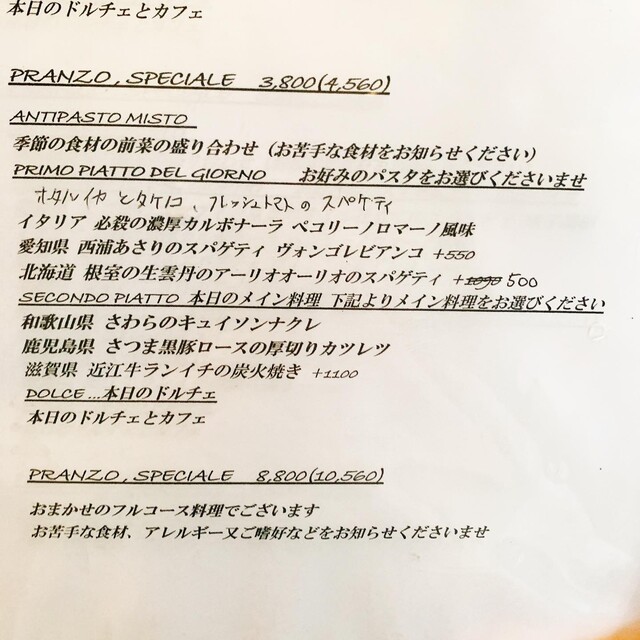 本日のドルチェとカフェ
PRANZO , SPECIALE 3,800(4,560)
ANTIPASTO MISTO
季節の食材の前菜の盛り合わせ（お苦手な食材をお知らせください）
PRIMO PIATTO DEL GIORNO お好みのパスタをお選びくださいませ
ホタルイカ とタケノコ、フレッシュトマトの スパゲティ
イタリア 必殺の濃厚カルボナーラ ペコリーノロマーノ風味
愛知県 西浦あさりのスパゲティ ヴォンゴレビアンコ +550
北海道 根室の生雲丹のアーリオオーリオのスパゲティ + 500
SECONDO PIATTO 本日のメイン料理 下記よりメイン料理をお選びください
和歌山県 さわらのキュイソンナクレ
鹿児島県 さつま黒豚ロースの厚切りカツレツ
滋賀県 近江牛ランイチの炭火焼き +1100
DOLCE ...本日のドルチェ
本日のドルチェとカフェ
PRANZO , SPECIALE 8,800(10,560)
おまかせのフルコース料理でございます
お苦手な食材、アレルギー又ご嗜好などをお知らせくださいませ